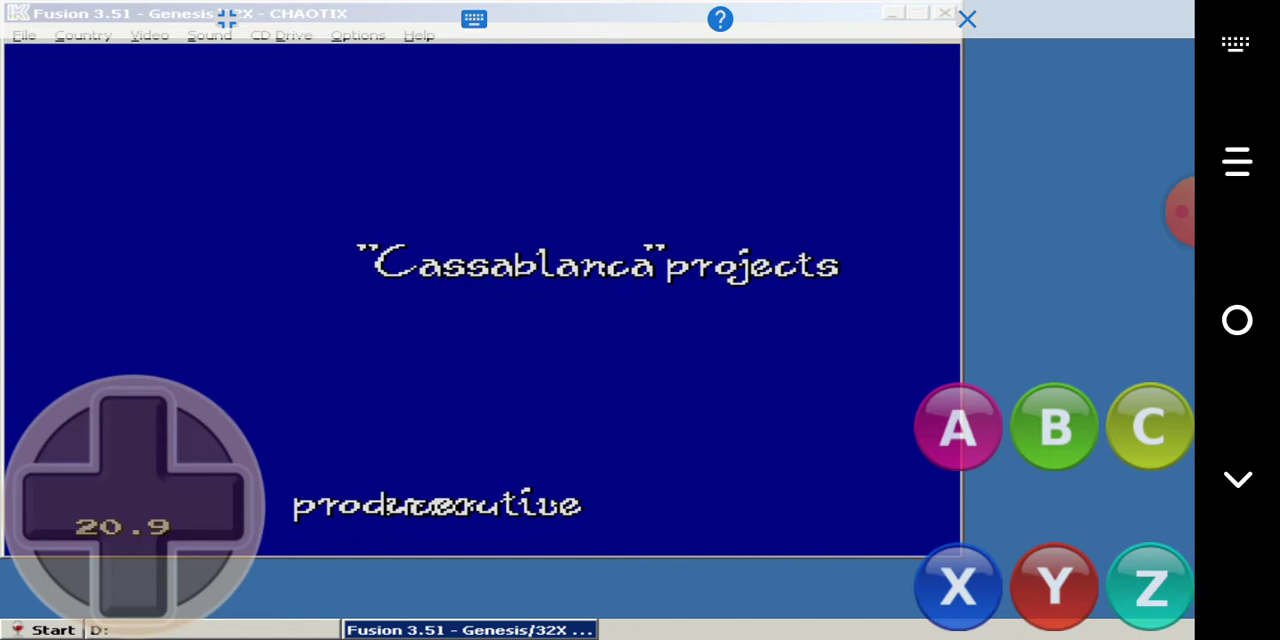 Fusion 3.51 - Genesis/32X - CHAOTIX
File Country Video Sound CD Drive Options Help
"Cassablanca" projects
20.9
A B C
X Y Z
Start D: Fusion 3.51 - Genesis/32X ...